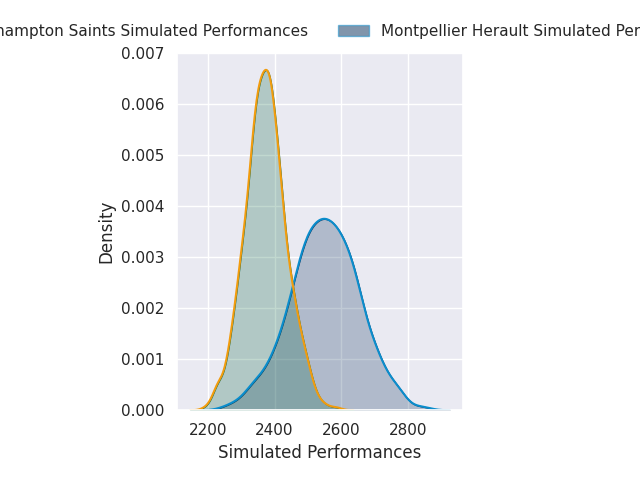 hampton Saints Simulated Performances
Montpellier Herault Simulated Per
0.007
0.006
0.005
0.004
0.003
0.002
0.001
0.000
Density
2200 2400 2600 2800
Simulated Performances